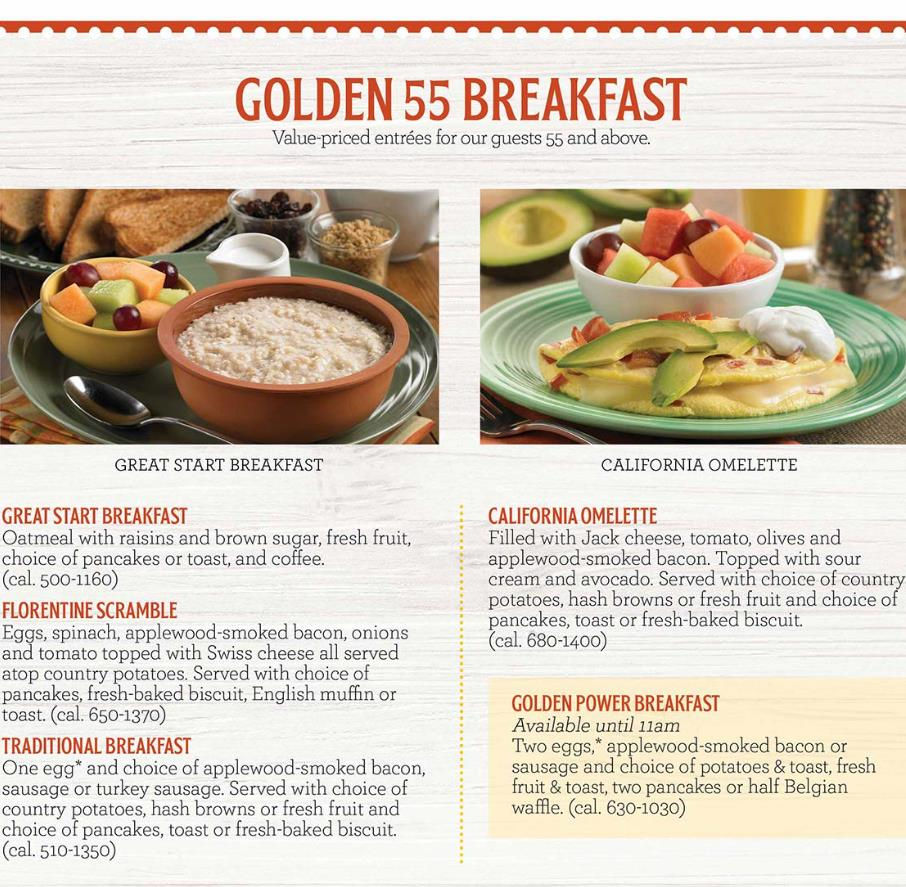 GOLDEN 55 BREAKFAST
Value-priced entrées for our guests 55 and above.
GREAT START BREAKFAST
CALIFORNIA OMELETTE
GREAT START BREAKFAST
Oatmeal with raisins and brown sugar, fresh fruit,
choice of pancakes or toast, and coffee.
(cal. 500-1160)
FLORENTINE SCRAMBLE
Eggs, spinach, applewood-smoked bacon, onions
and tomato topped with Swiss cheese all served
atop country potatoes. Served with choice of
pancakes, fresh-baked biscuit, English muffin or
toast. (cal. 650-1370)
TRADITIONAL BREAKFAST
One egg* and choice of applewood-smoked bacon,
sausage or turkey sausage. Served with choice of
country potatoes, hash browns or fresh fruit and
choice of pancakes, toast or fresh-baked biscuit.
(cal. 510-1350)
CALIFORNIA OMELETTE
Filled with Jack cheese, tomato, olives and
applewood-smoked bacon. Topped with sour
cream and avocado. Served with choice of country
potatoes, hash browns or fresh fruit and choice of
pancakes, toast or fresh-baked biscuit.
(cal. 680-1400)
GOLDEN POWER BREAKFAST
Available until 11am
Two eggs,* applewood-smoked bacon or
sausage and choice of potatoes & toast, fresh
fruit & toast, two pancakes or half Belgian
waffle. (cal. 630-1030)